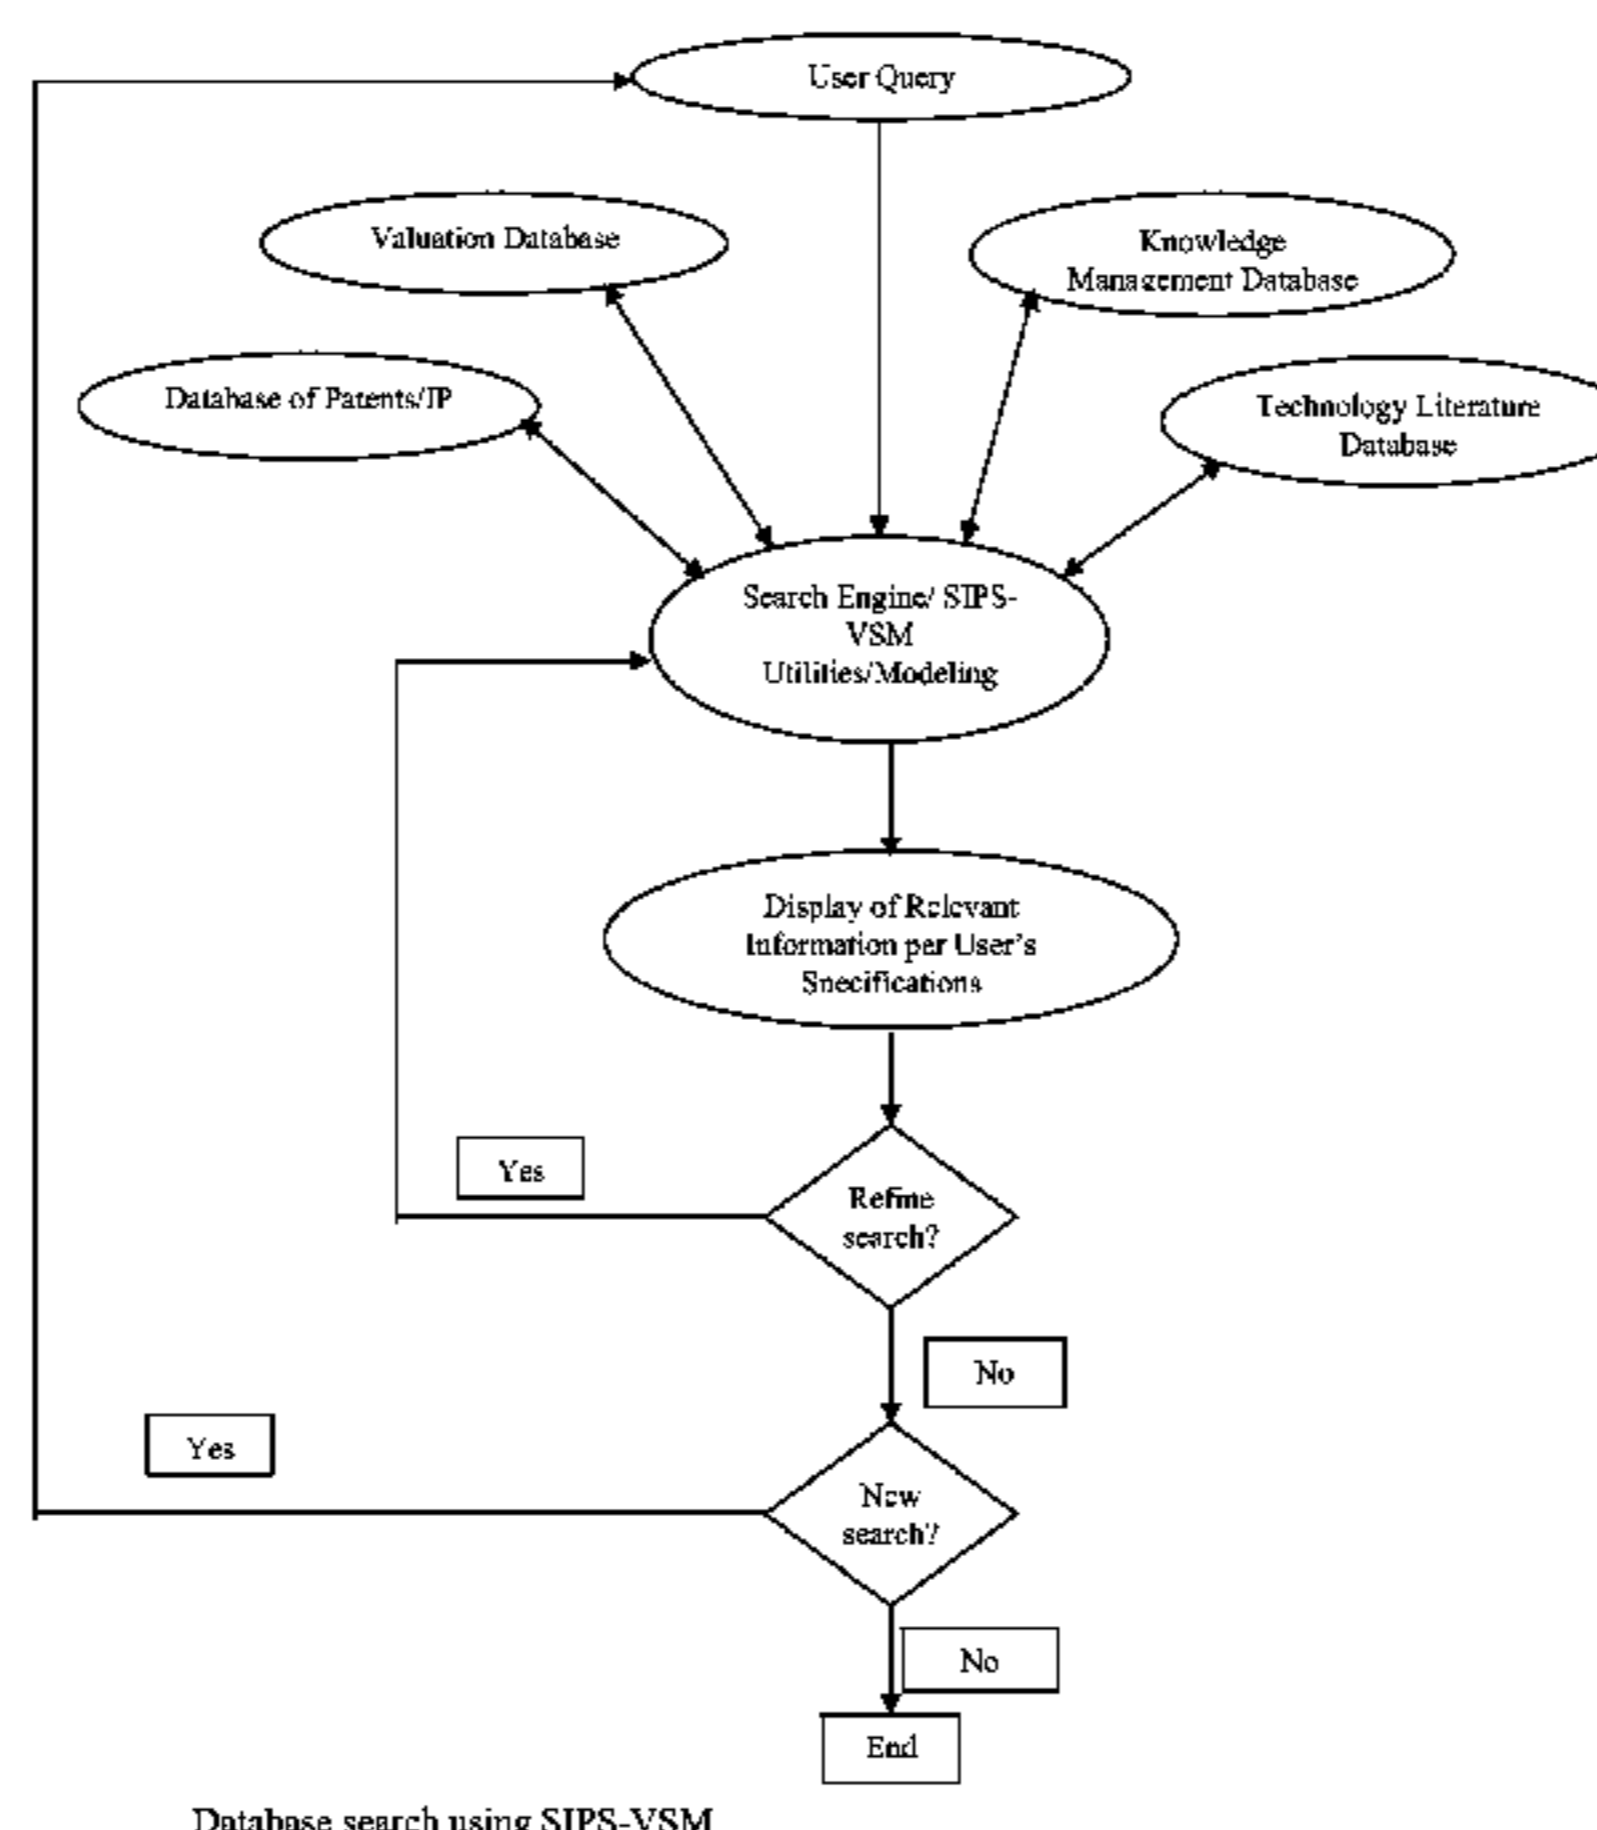 User Query
Valuation Database
Knowledge
Management Database
Database of Patents/IP
Technology Literature
Database
Search Engine/ SIPS-
VSM
Utilities/Modeling
Display of Relevant
Information per User's
Specifications
Yes
Refine
search?
No
Yes
New
search?
No
End
Database search using SIPS-VSM